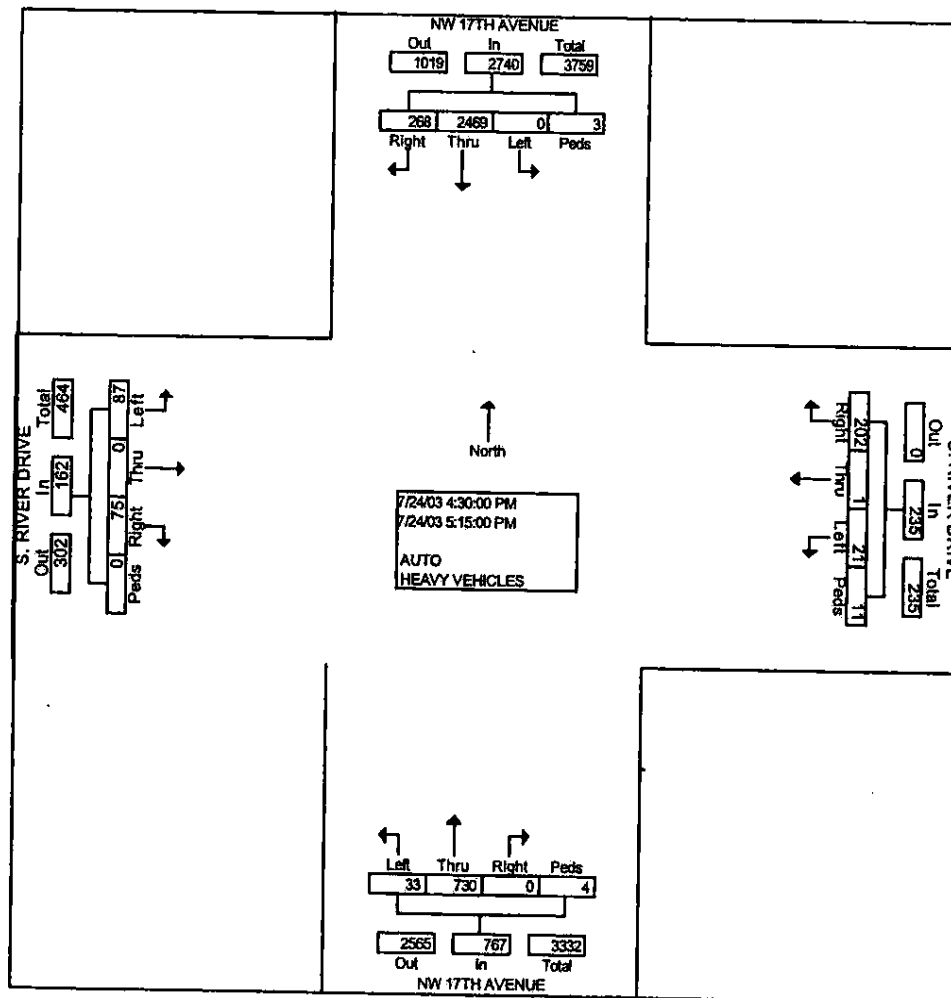 NW 17TH AVENUE
Out In Total
1019 2740 3759
268 2469 0 3
Right Thru Left Peds
S. RIVER DRIVE
Total In Out
464 162 302
87 0 75 0
Left Thru Right Peds
North
7/24/03 4:30:00 PM
7/24/03 5:15:00 PM
AUTO
HEAVY VEHICLES
Right Thru Left Peds
202 1 21 11
Out In Total
0 235 235
Left Thru Right Peds
33 730 0 4
2565 767 3332
Out In Total
NW 17TH AVENUE